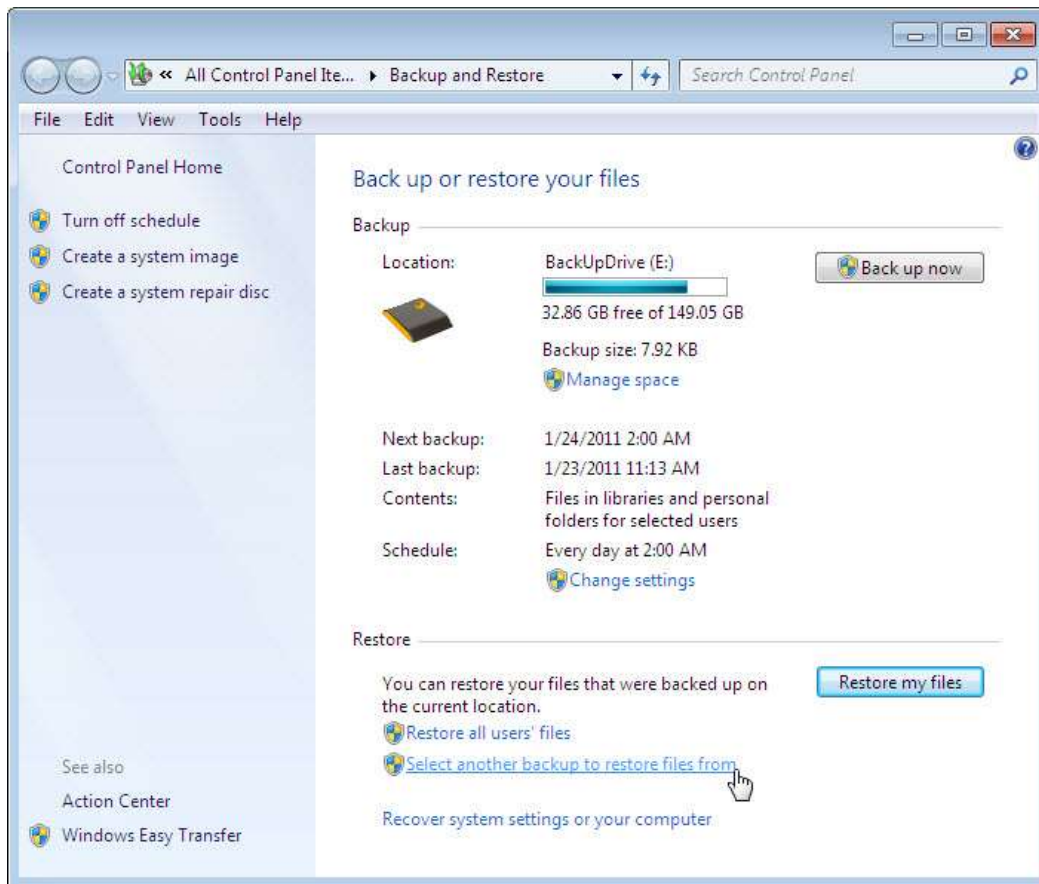 « All Control Panel Ite... ▸ Backup and Restore
Search Control Panel
File Edit View Tools Help
Control Panel Home
Turn off schedule
Create a system image
Create a system repair disc
See also
Action Center
Windows Easy Transfer
Back up or restore your files
Backup
Location: BackUpDrive (E:)
Back up now
32.86 GB free of 149.05 GB
Backup size: 7.92 KB
Manage space
Next backup: 1/24/2011 2:00 AM
Last backup: 1/23/2011 11:13 AM
Contents: Files in libraries and personal
folders for selected users
Schedule: Every day at 2:00 AM
Change settings
Restore
You can restore your files that were backed up on
the current location.
Restore my files
Restore all users' files
Select another backup to restore files from
Recover system settings or your computer